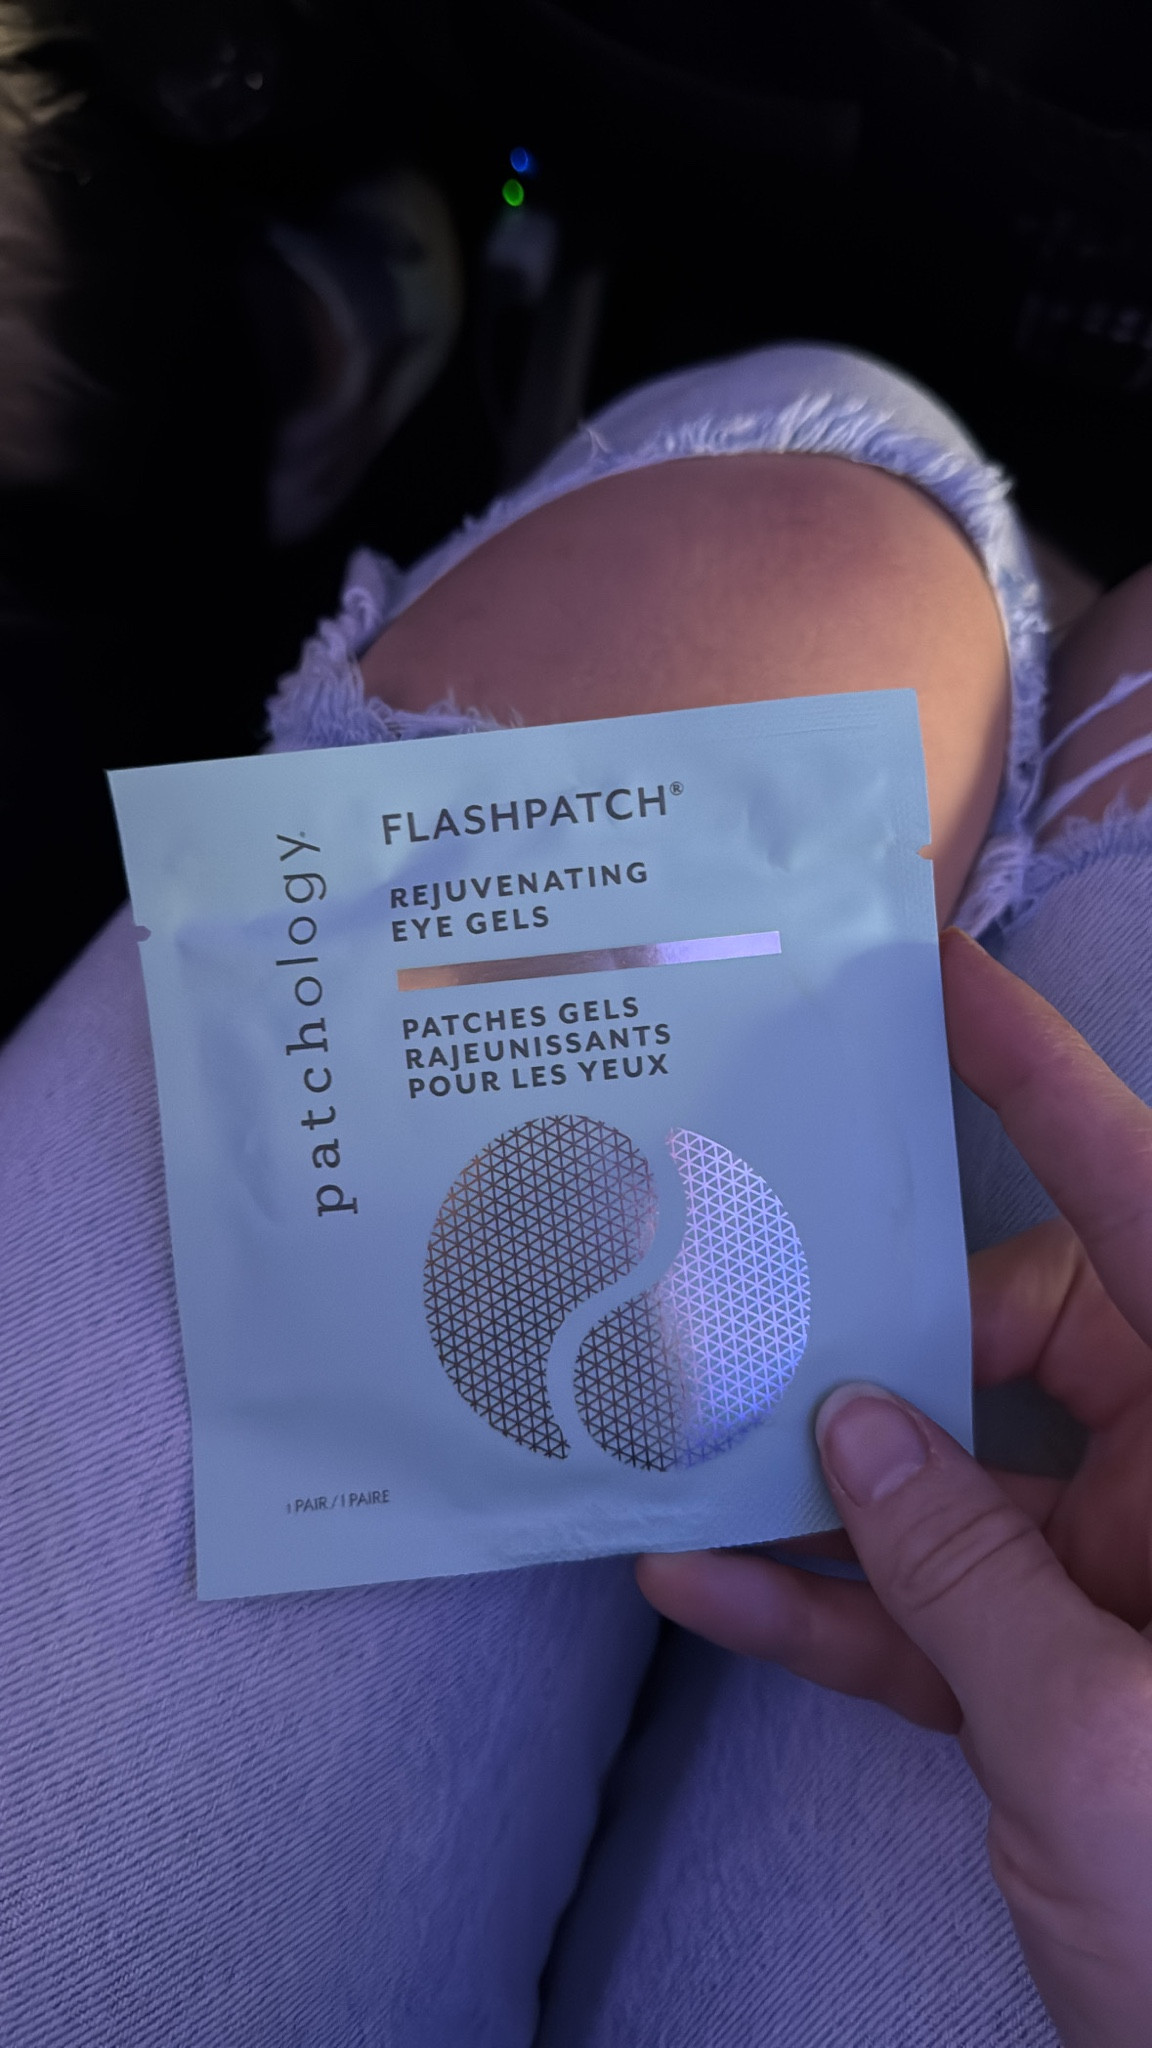 patchology.
FLASHPATCH®
REJUVENATING
EYE GELS
PATCHES GELS
RAJEUNISSANTS
POUR LES YEUX
1 PAIR / 1 PAIRE